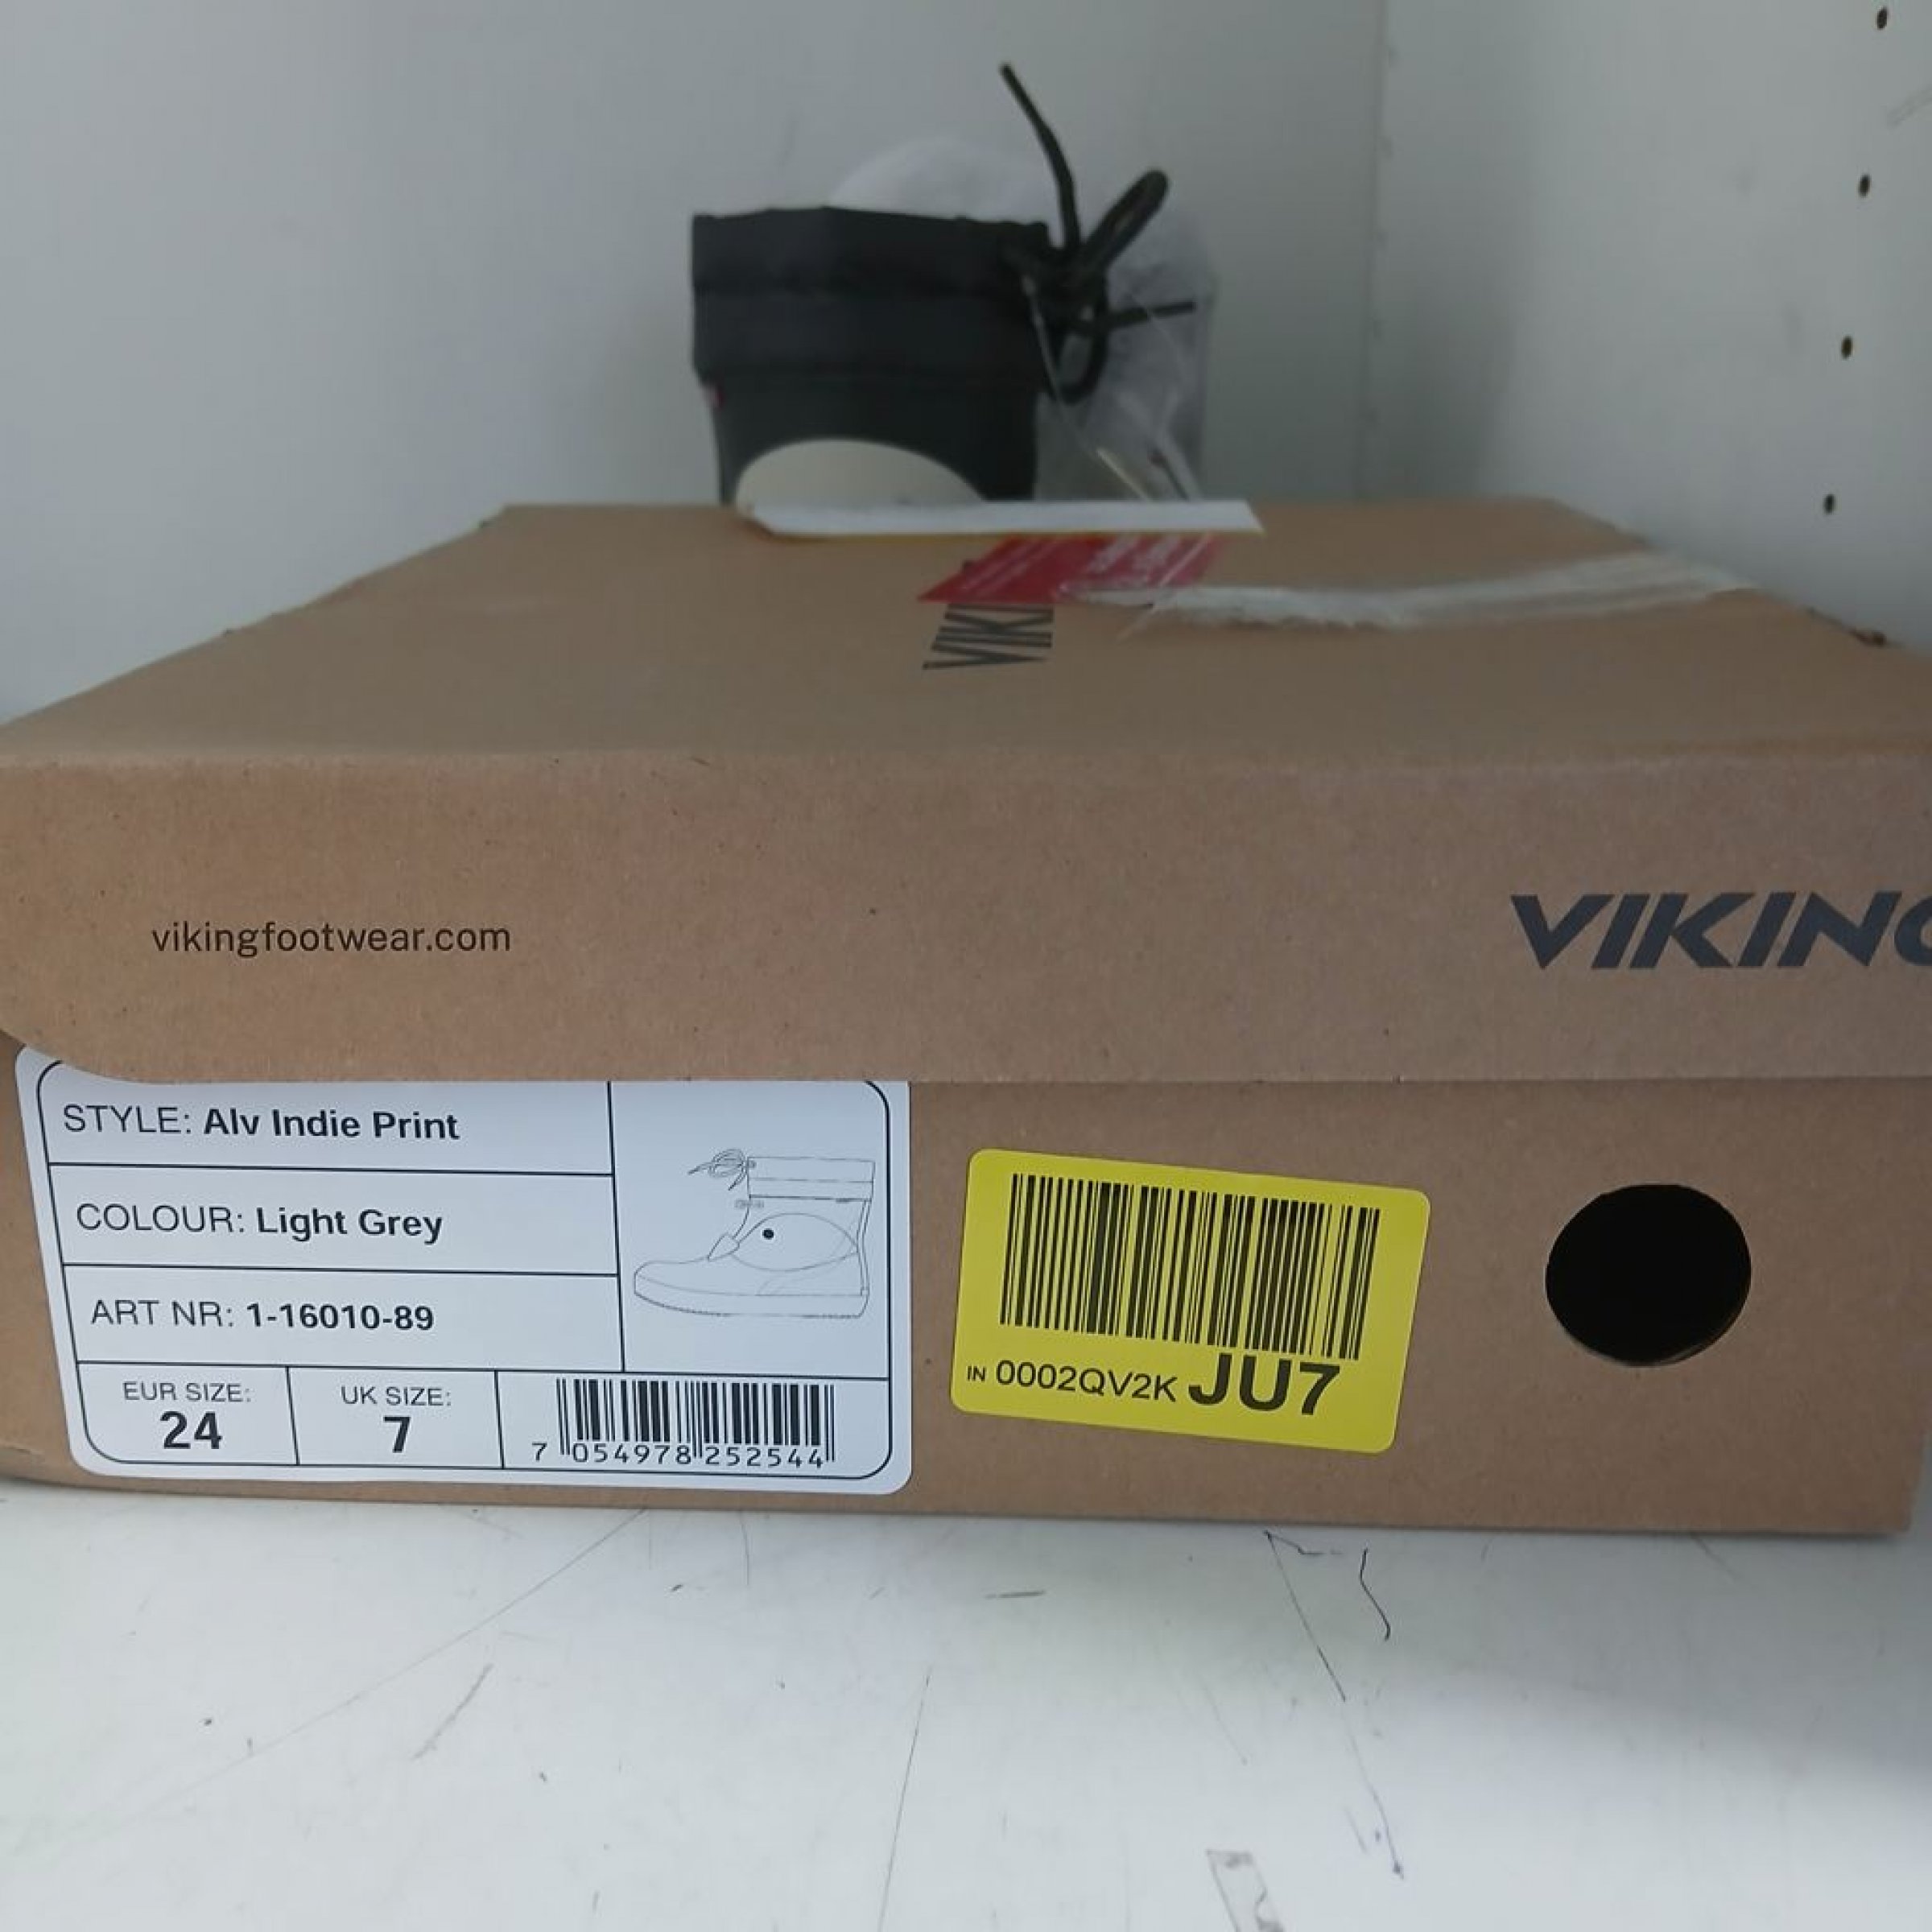 VIKI
vikingfootwear.com
VIKING
STYLE: Alv Indie Print
COLOUR: Light Grey
ART NR: 1-16010-89
EUR SIZE:
24
UK SIZE:
7
7 054978 252544
IN 0002QV2K JU7